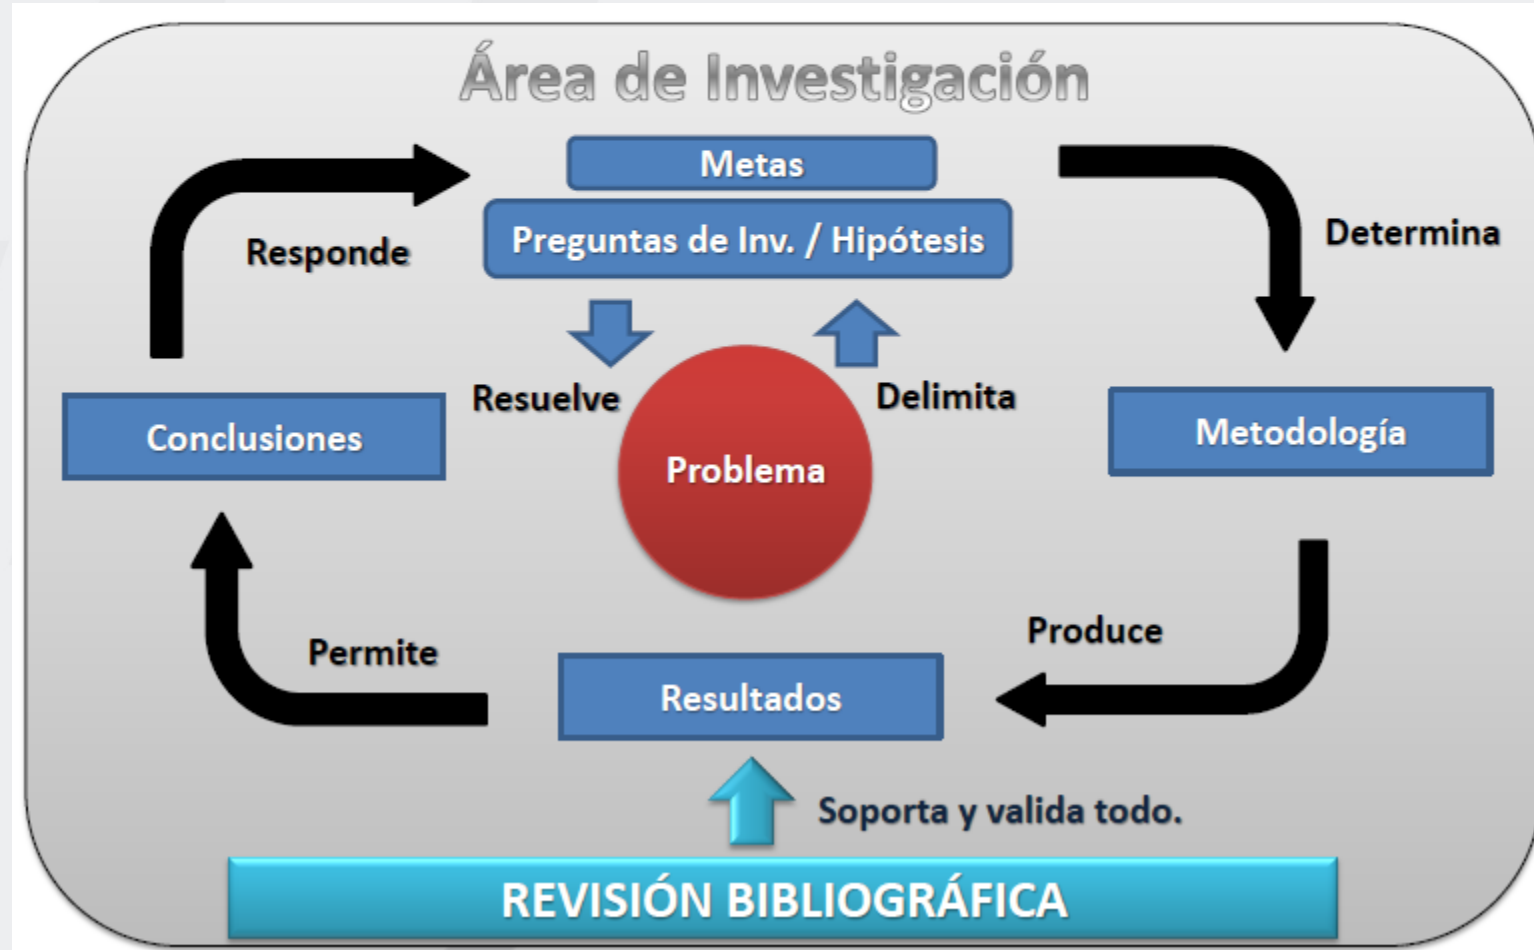 Área de Investigación
Metas
Preguntas de Inv. / Hipótesis
Responde
Determina
Resuelve
Delimita
Conclusiones
Problema
Metodología
Permite
Produce
Resultados
Soporta y valida todo.
REVISIÓN BIBLIOGRÁFICA